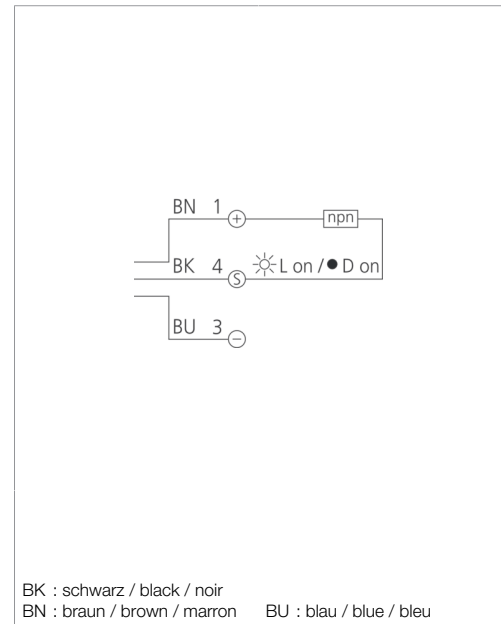 BN 1 + npn
BK 4 S L on / ● D on
BU 3 −
BK : schwarz / black / noir
BN : braun / brown / marron BU : blau / blue / bleu